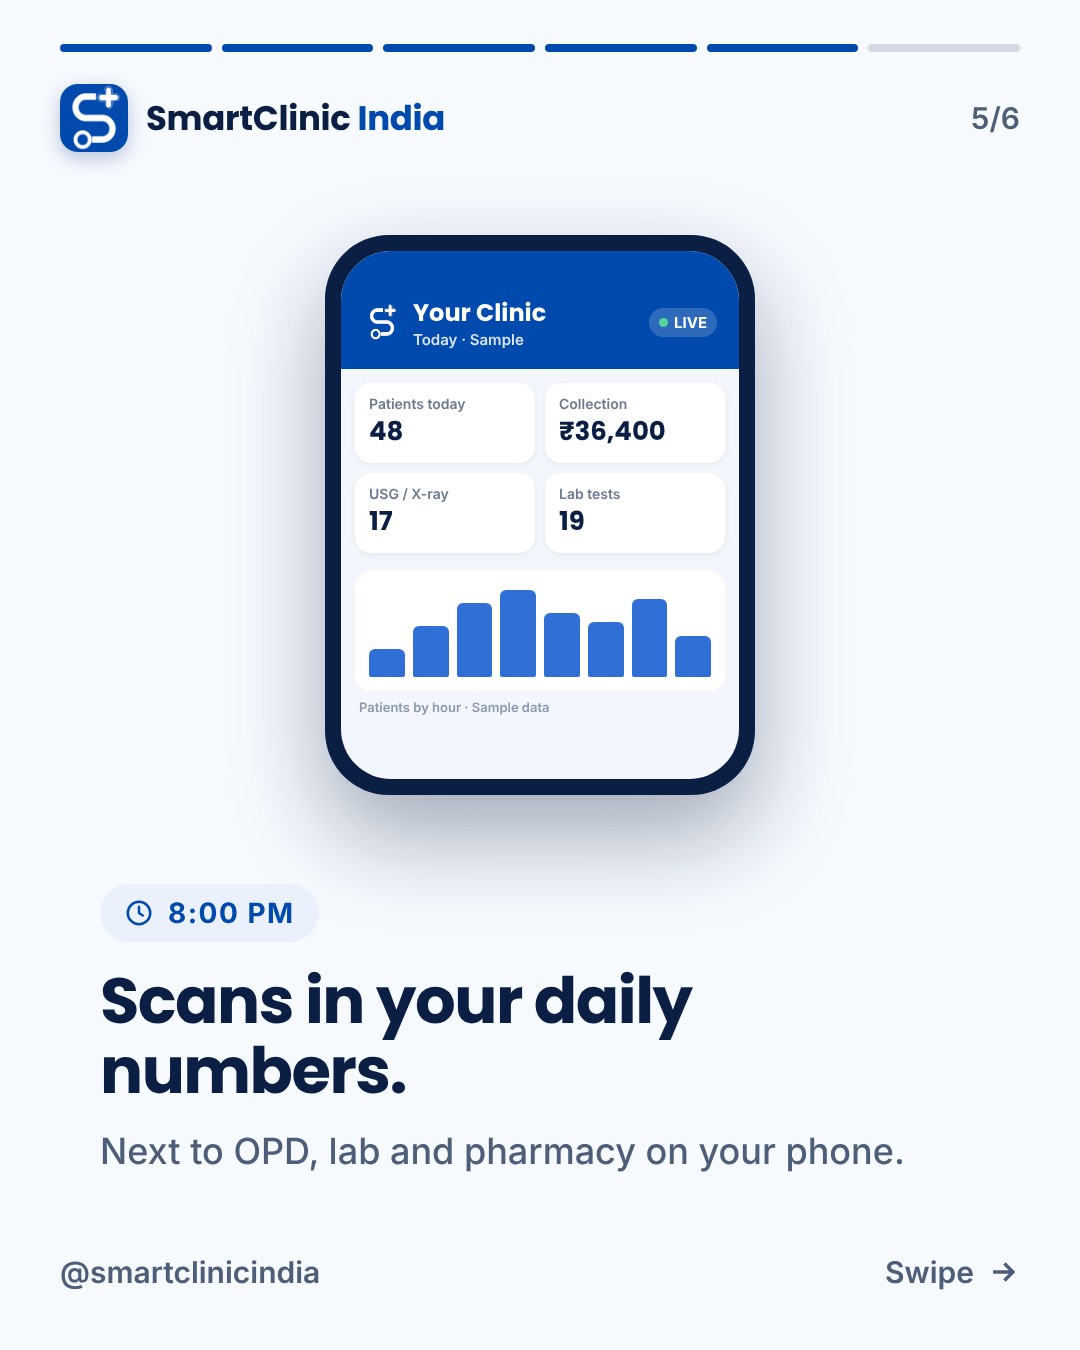 SmartClinic India
5/6
Your Clinic
Today · Sample
LIVE
Patients today
48
Collection
₹36,400
USG / X-ray
17
Lab tests
19
Patients by hour · Sample data
8:00 PM
Scans in your daily
numbers.
Next to OPD, lab and pharmacy on your phone.
@smartclinicindia
Swipe →